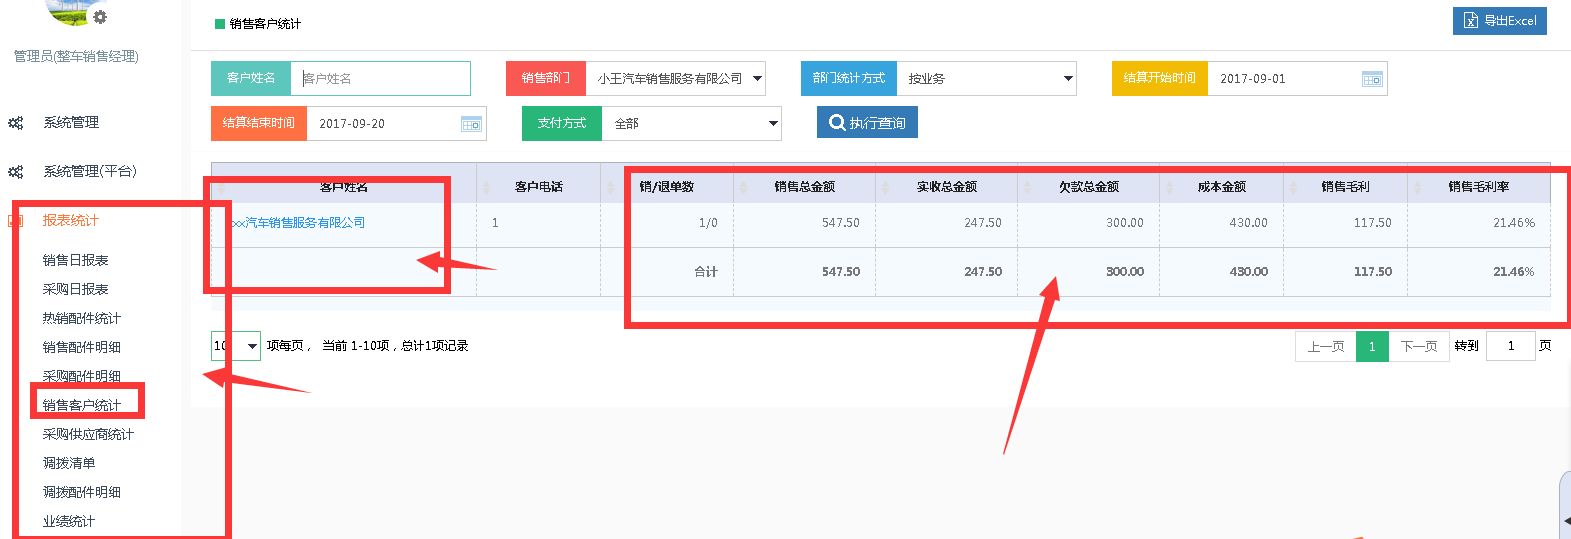 管理员(整车销售经理)
系统管理
系统管理(平台)
报表统计
销售日报表
采购日报表
热销配件统计
销售配件明细
采购配件明细
销售客户统计
采购供应商统计
调拨清单
调拨配件明细
业绩统计
销售客户统计
导出Excel
客户姓名 客户姓名 销售部门 小王汽车销售服务有限公司 部门统计方式 按业务 结算开始时间 2017-09-01
结算结束时间 2017-09-20 支付方式 全部 执行查询
客户姓名 客户电话 销/退单数 销售总金额 实收总金额 欠款总金额 成本金额 销售毛利 销售毛利率
xx汽车销售服务有限公司 1 1/0 547.50 247.50 300.00 430.00 117.50 21.46%
合计 547.50 247.50 300.00 430.00 117.50 21.46%
10 项每页， 当前 1-10项，总计1项记录 上一页 1 下一页 转到 1 页